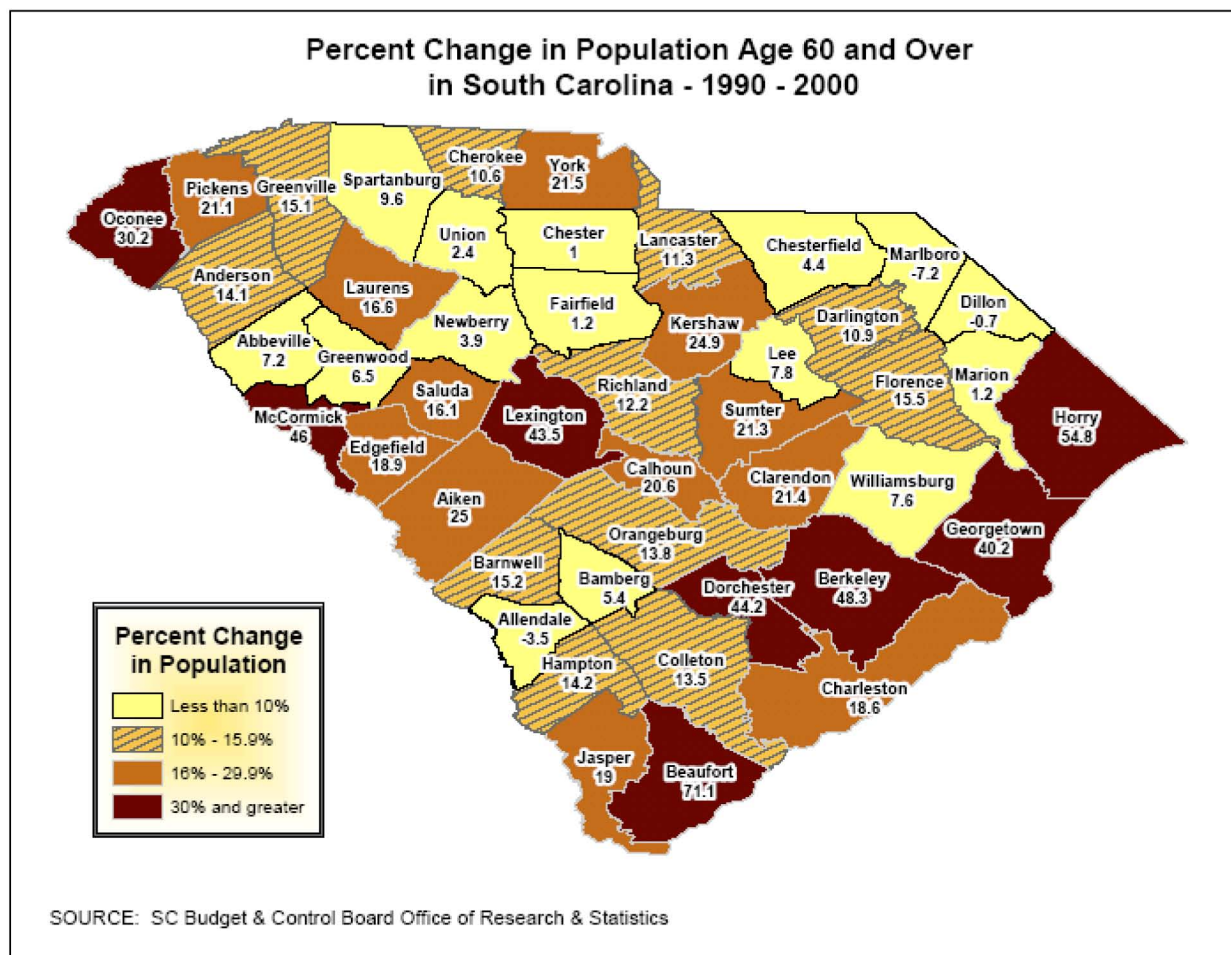 Percent Change in Population Age 60 and Over
in South Carolina - 1990 - 2000
Cherokee
10.6
York
21.5
Pickens
21.1
Greenville
15.1
Spartanburg
9.6
Oconee
30.2
Union
2.4
Chester
1
Lancaster
11.3
Chesterfield
4.4
Marlboro
-7.2
Anderson
14.1
Laurens
16.6
Dillon
-0.7
Newberry
3.9
Fairfield
1.2
Kershaw
24.9
Darlington
10.9
Abbeville
7.2
Greenwood
6.5
Lee
7.8
Saluda
16.1
Richland
12.2
Florence
15.5
Marion
1.2
McCormick
46
Lexington
43.5
Sumter
21.3
Horry
54.8
Edgefield
18.9
Calhoun
20.6
Clarendon
21.4
Williamsburg
7.6
Aiken
25
Georgetown
40.2
Orangeburg
13.8
Barnwell
15.2
Bamberg
5.4
Dorchester
44.2
Berkeley
48.3
Allendale
-3.5
Hampton
14.2
Colleton
13.5
Charleston
18.6
Jasper
19
Beaufort
71.1
Percent Change
in Population
Less than 10%
10% - 15.9%
16% - 29.9%
30% and greater
SOURCE: SC Budget & Control Board Office of Research & Statistics